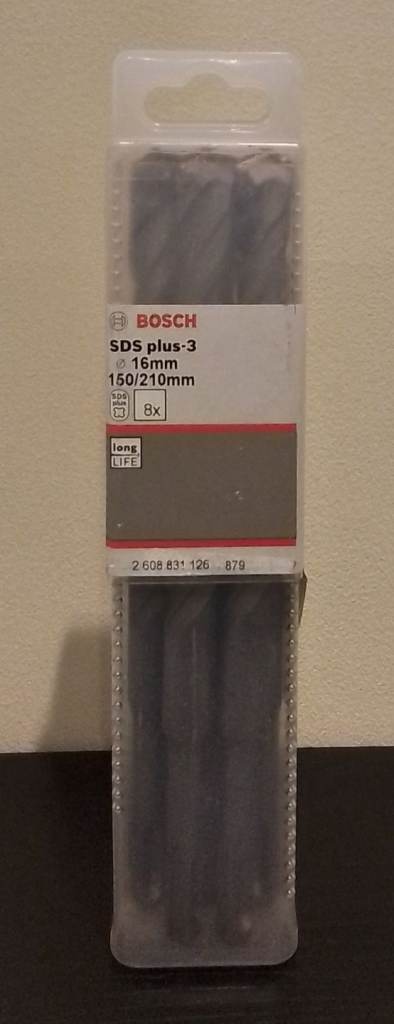 BOSCH
SDS plus-3
⌀ 16mm
150/210mm
SDS
plus
8x
long
LIFE
2 608 831 126 879